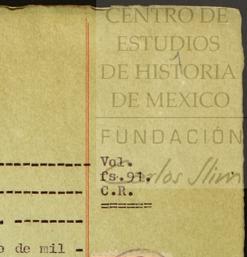 CENTRO DE
ESTUDIOS
DE HISTORIA
DE MEXICO
FUNDACIÓN
Carlos Slim
Vol.
fs.91.
C.R.
de mil -